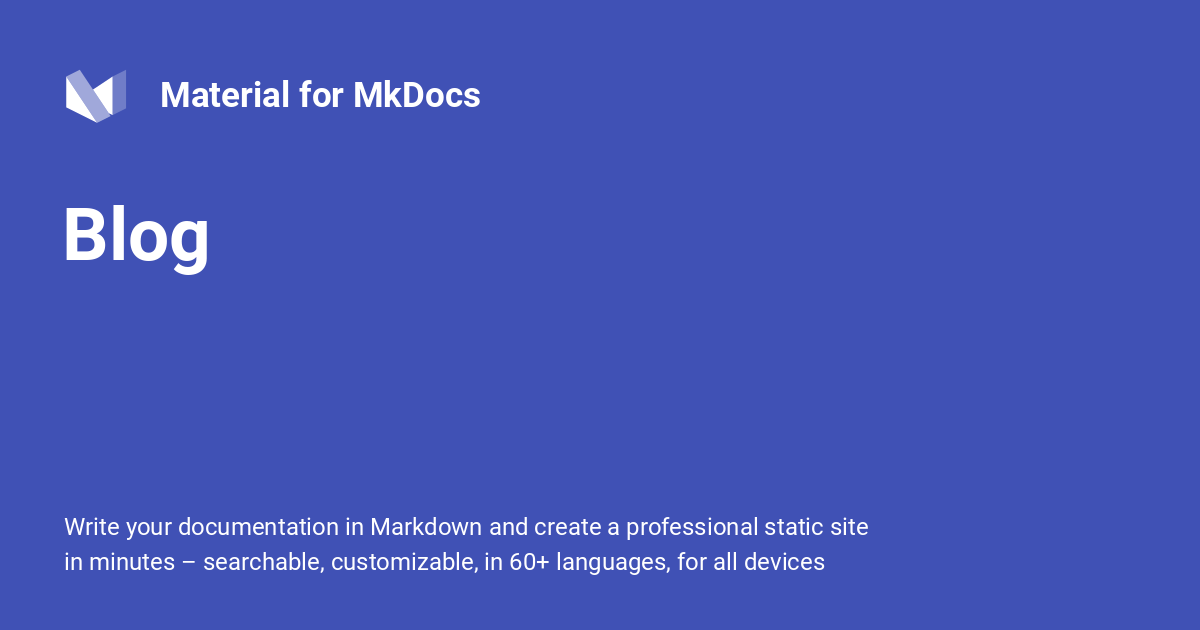 Material for MkDocs
Blog
Write your documentation in Markdown and create a professional static site
in minutes – searchable, customizable, in 60+ languages, for all devices